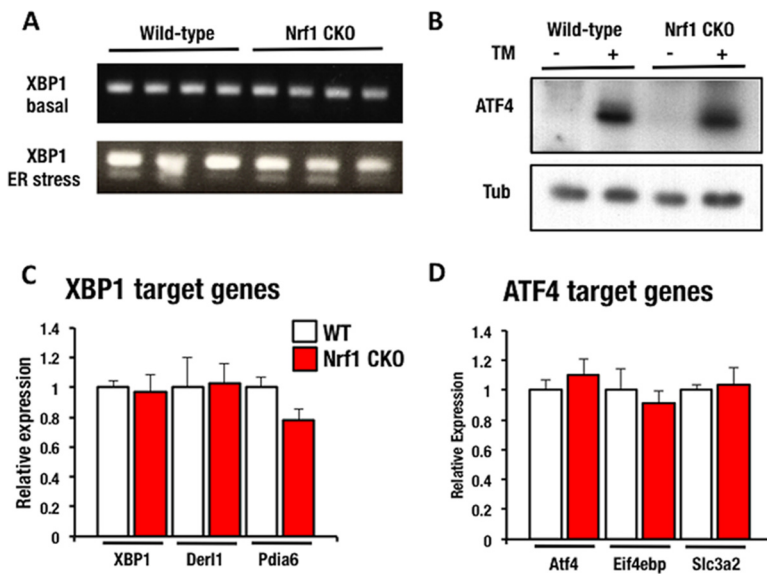 A
Wild-type Nrf1 CKO
XBP1
basal
XBP1
ER stress
B
Wild-type Nrf1 CKO
TM - + - +
ATF4
Tub
C
XBP1 target genes
WT
Nrf1 CKO
Relative expression
1.4
1.2
1
0.8
0.6
0.4
0.2
0
XBP1 Derl1 Pdia6
D
ATF4 target genes
Relative Expression
1.4
1.2
1
0.8
0.6
0.4
0.2
0
Atf4 Eif4ebp Slc3a2